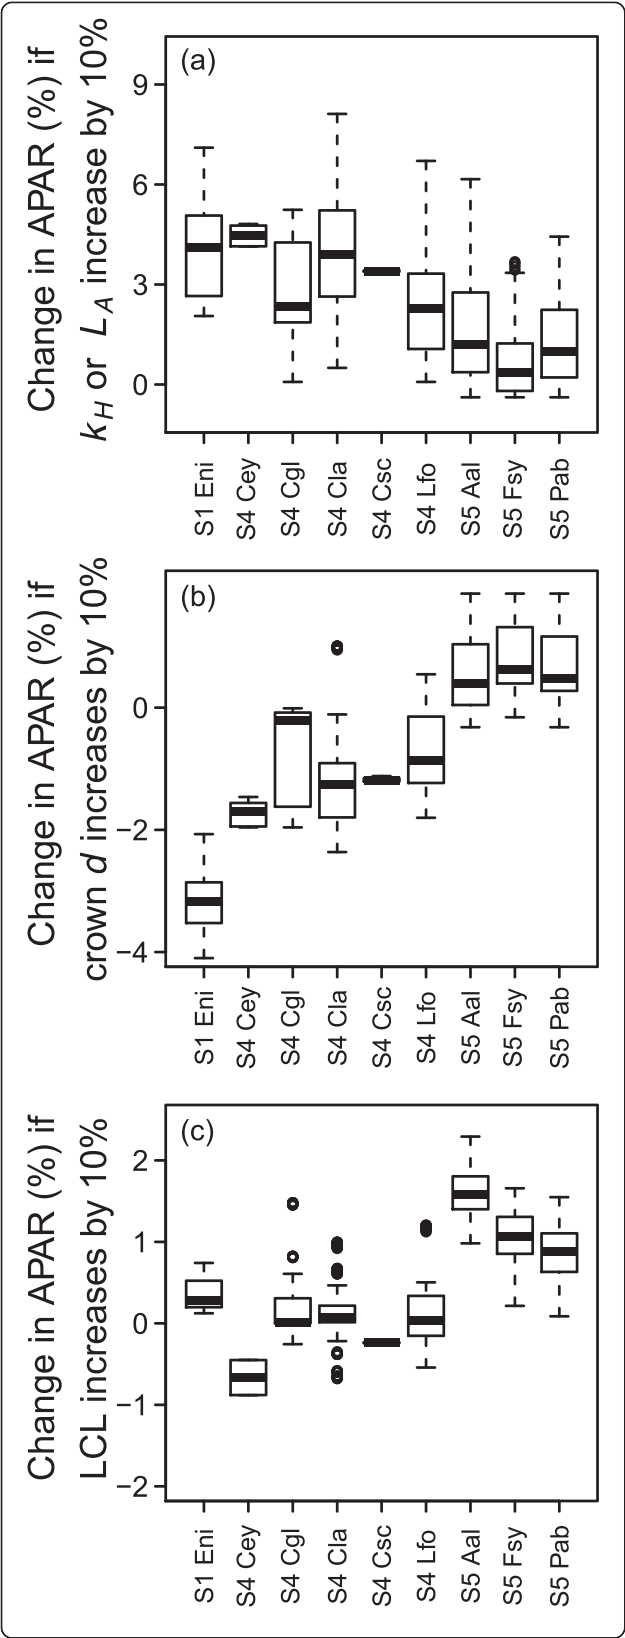 Change in APAR (%) if
k_H or L_A increase by 10%
(a)
9
6
3
0
S1 Eni
S4 Cey
S4 Cgl
S4 Cla
S4 Csc
S4 Lfo
S5 Aal
S5 Fsy
S5 Pab
Change in APAR (%) if
crown d increases by 10%
(b)
0
−2
−4
S1 Eni
S4 Cey
S4 Cgl
S4 Cla
S4 Csc
S4 Lfo
S5 Aal
S5 Fsy
S5 Pab
Change in APAR (%) if
LCL increases by 10%
(c)
2
1
0
−1
−2
S1 Eni
S4 Cey
S4 Cgl
S4 Cla
S4 Csc
S4 Lfo
S5 Aal
S5 Fsy
S5 Pab